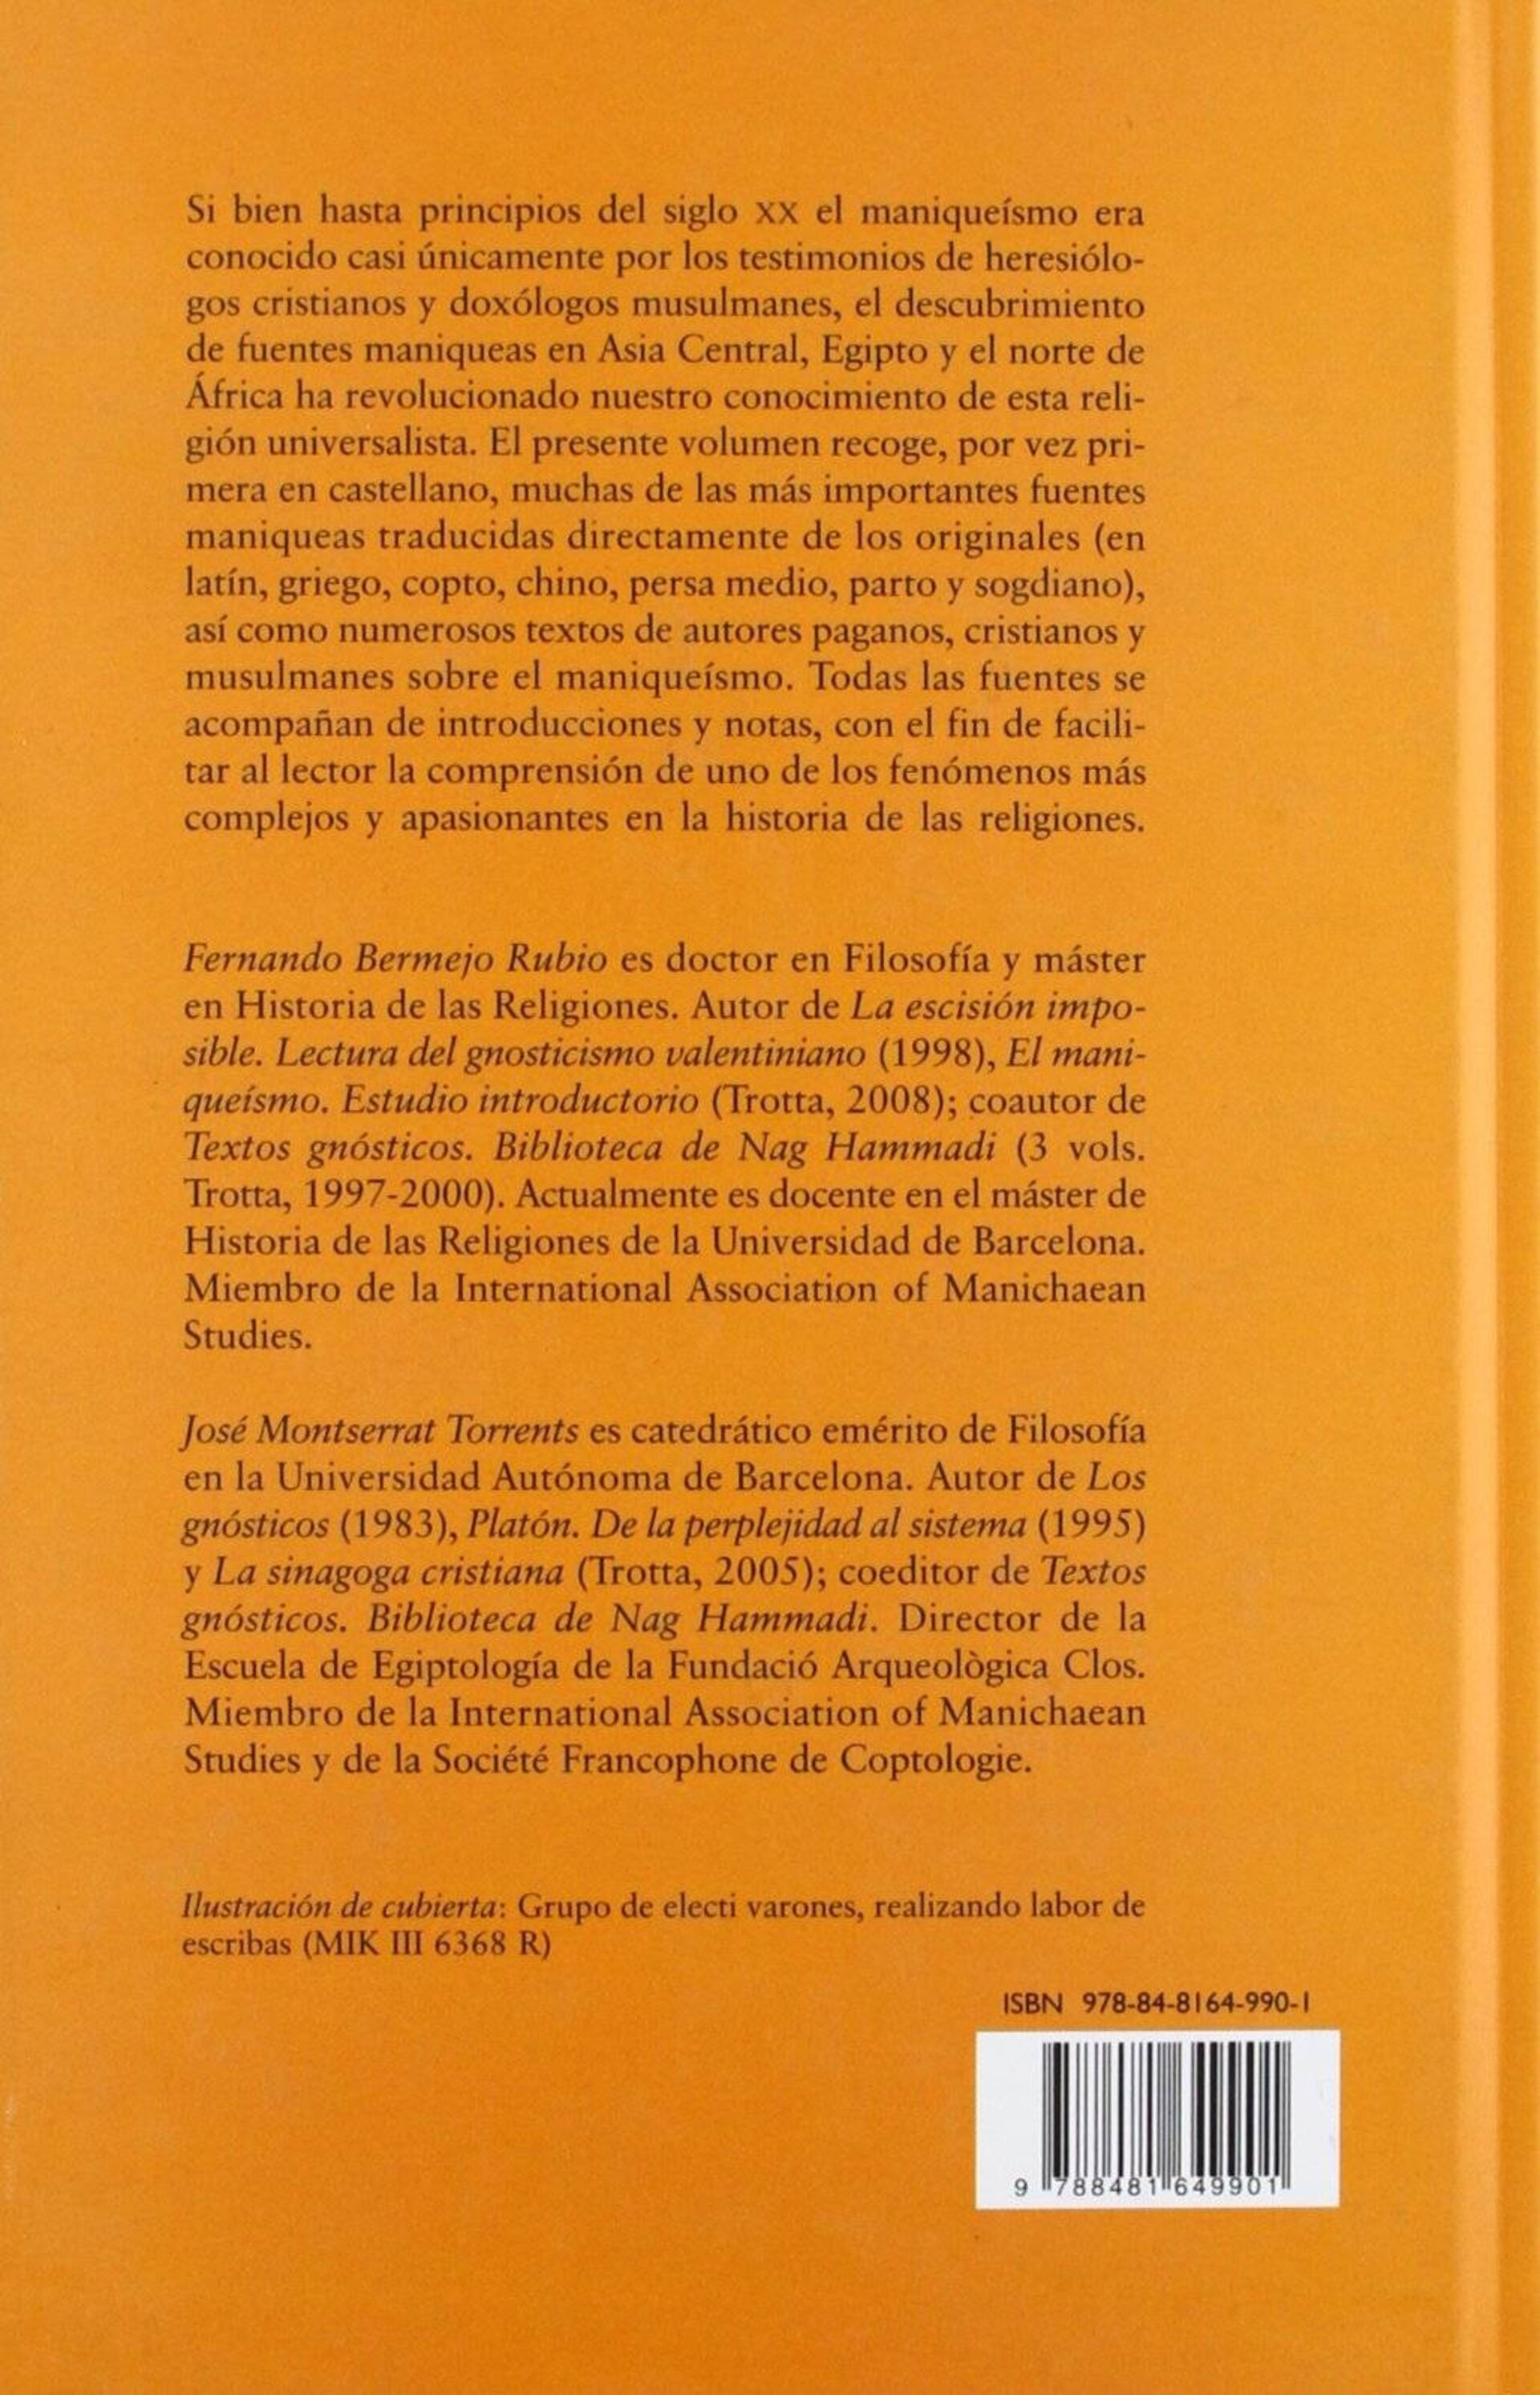 Si bien hasta principios del siglo XX el maniqueísmo era
conocido casi únicamente por los testimonios de heresiólo-
gos cristianos y doxólogos musulmanes, el descubrimiento
de fuentes maniqueas en Asia Central, Egipto y el norte de
África ha revolucionado nuestro conocimiento de esta reli-
gión universalista. El presente volumen recoge, por vez pri-
mera en castellano, muchas de las más importantes fuentes
maniqueas traducidas directamente de los originales (en
latín, griego, copto, chino, persa medio, parto y sogdiano),
así como numerosos textos de autores paganos, cristianos y
musulmanes sobre el maniqueísmo. Todas las fuentes se
acompañan de introducciones y notas, con el fin de facili-
tar al lector la comprensión de uno de los fenómenos más
complejos y apasionantes en la historia de las religiones.
Fernando Bermejo Rubio es doctor en Filosofía y máster
en Historia de las Religiones. Autor de La escisión impo-
sible. Lectura del gnosticismo valentiniano (1998), El mani-
queísmo. Estudio introductorio (Trotta, 2008); coautor de
Textos gnósticos. Biblioteca de Nag Hammadi (3 vols.
Trotta, 1997-2000). Actualmente es docente en el máster de
Historia de las Religiones de la Universidad de Barcelona.
Miembro de la International Association of Manichaean
Studies.
José Montserrat Torrents es catedrático emérito de Filosofía
en la Universidad Autónoma de Barcelona. Autor de Los
gnósticos (1983), Platón. De la perplejidad al sistema (1995)
y La sinagoga cristiana (Trotta, 2005); coeditor de Textos
gnósticos. Biblioteca de Nag Hammadi. Director de la
Escuela de Egiptología de la Fundació Arqueològica Clos.
Miembro de la International Association of Manichaean
Studies y de la Société Francophone de Coptologie.
Ilustración de cubierta: Grupo de electi varones, realizando labor de
escribas (MIK III 6368 R)
ISBN 978-84-8164-990-1
9 788481 649901